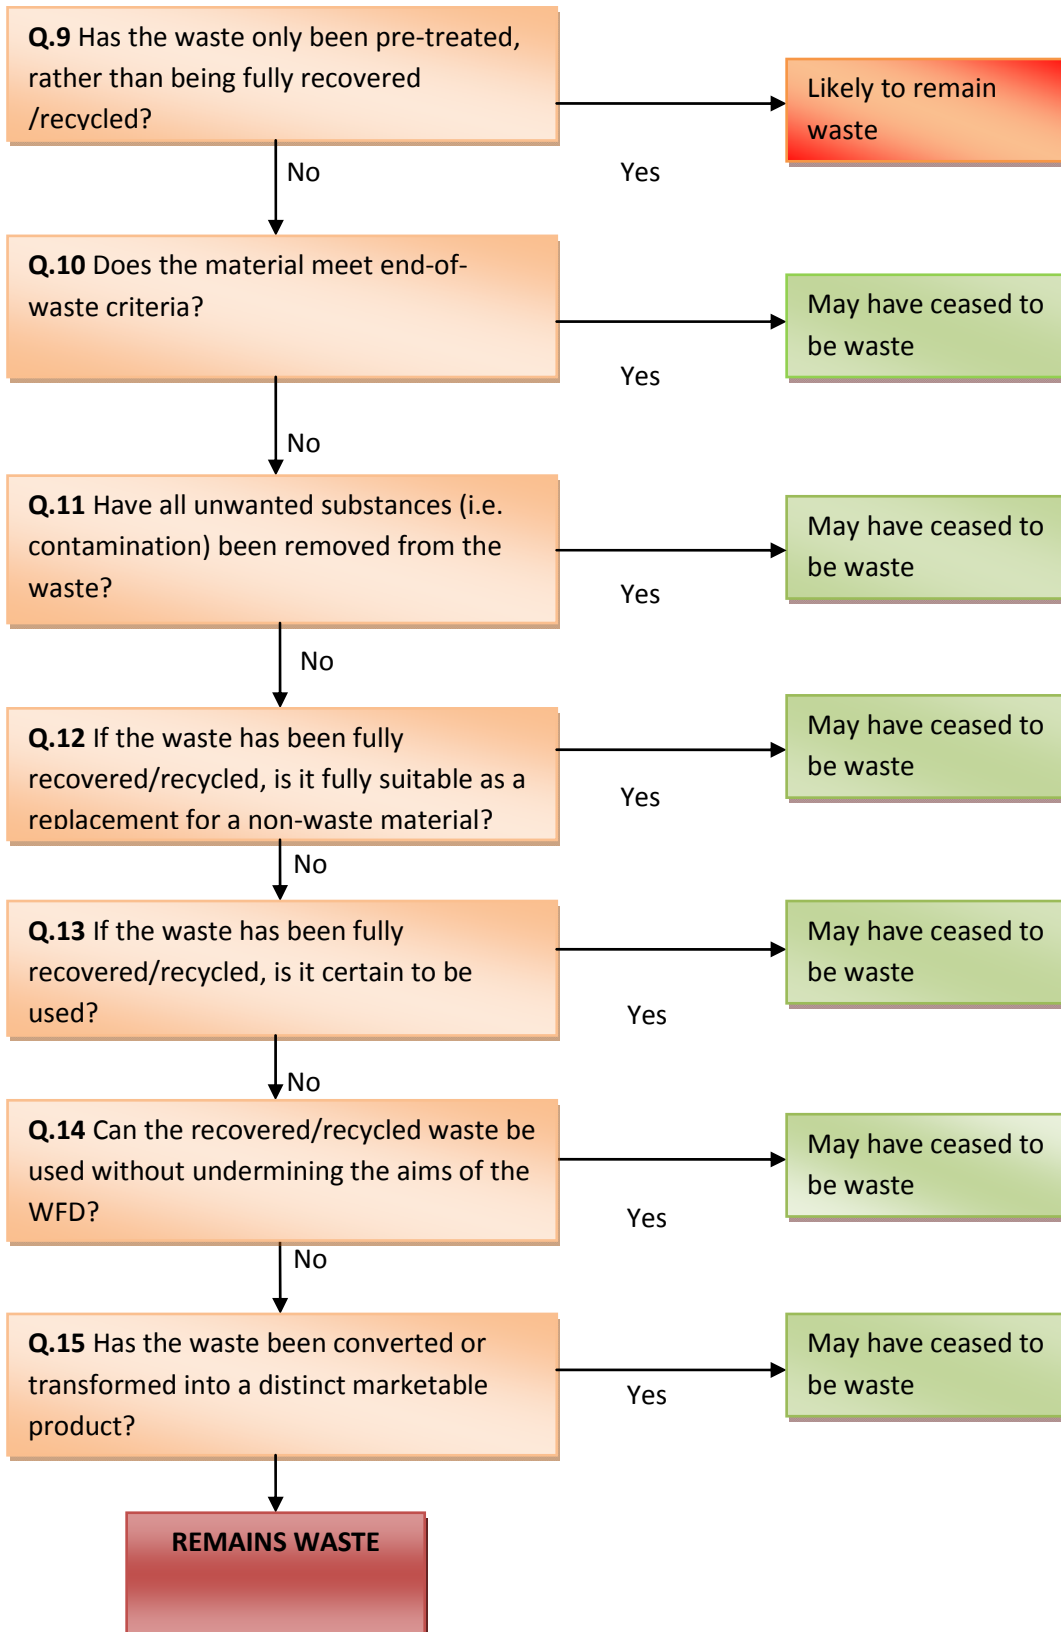 Q.9 Has the waste only been pre-treated,
rather than being fully recovered
/recycled?
Likely to remain
waste
No
Yes
Q.10 Does the material meet end-of-
waste criteria?
May have ceased to
be waste
Yes
No
Q.11 Have all unwanted substances (i.e.
contamination) been removed from the
waste?
May have ceased to
be waste
Yes
No
Q.12 If the waste has been fully
recovered/recycled, is it fully suitable as a
replacement for a non-waste material?
May have ceased to
be waste
Yes
No
Q.13 If the waste has been fully
recovered/recycled, is it certain to be
used?
May have ceased to
be waste
Yes
No
Q.14 Can the recovered/recycled waste be
used without undermining the aims of the
WFD?
May have ceased to
be waste
Yes
No
Q.15 Has the waste been converted or
transformed into a distinct marketable
product?
May have ceased to
be waste
Yes
REMAINS WASTE